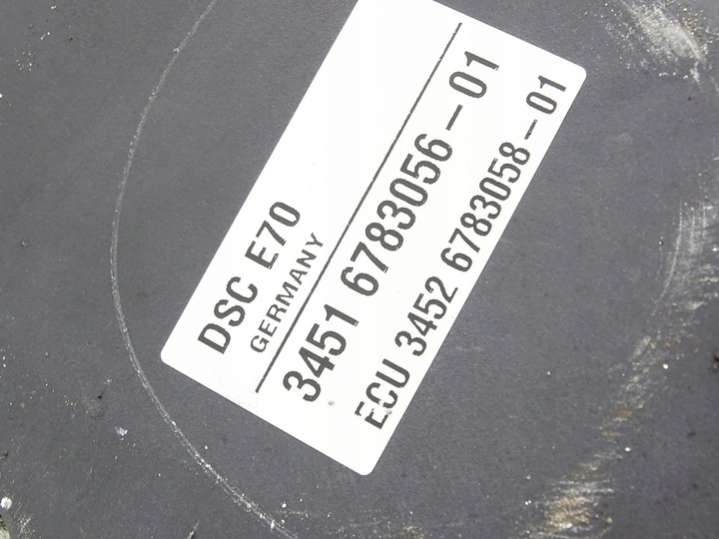 DSC E70
GERMANY
3451 6783056-01
ECU 3452 6783058-01